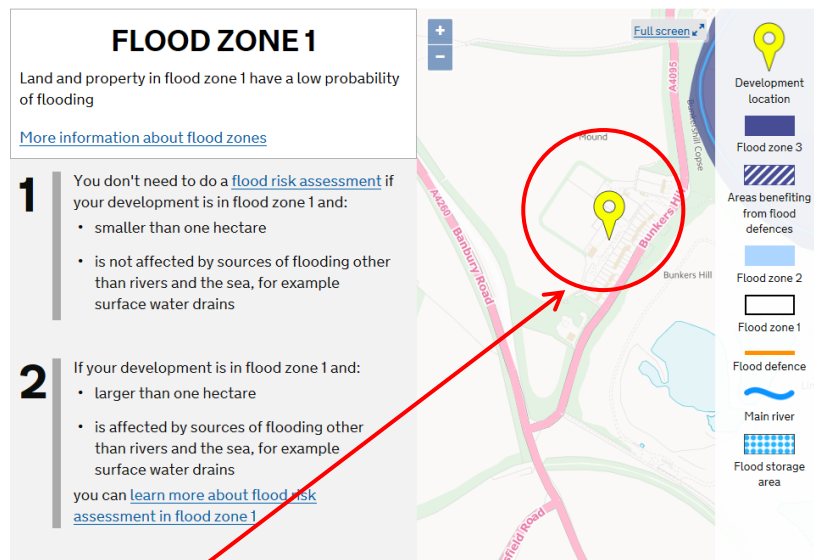 FLOOD ZONE 1
Land and property in flood zone 1 have a low probability
of flooding
More information about flood zones
1
You don't need to do a flood risk assessment if
your development is in flood zone 1 and:
• smaller than one hectare
• is not affected by sources of flooding other
than rivers and the sea, for example
surface water drains
2
If your development is in flood zone 1 and:
• larger than one hectare
• is affected by sources of flooding other
than rivers and the sea, for example
surface water drains
you can learn more about flood risk
assessment in flood zone 1
+
−
Full screen
A4095
Bunkershill Copse
Mound
A4260
Banbury Road
Bunkers Hill
Bunkers Hill
sfield Road
Development
location
Flood zone 3
Areas benefiting
from flood
defences
Flood zone 2
Flood zone 1
Flood defence
Main river
Flood storage
area